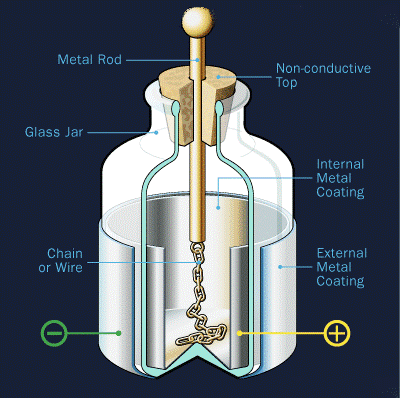 Metal Rod
Non-conductive
Top
Glass Jar
Internal
Metal
Coating
Chain
or Wire
External
Metal
Coating
−
+